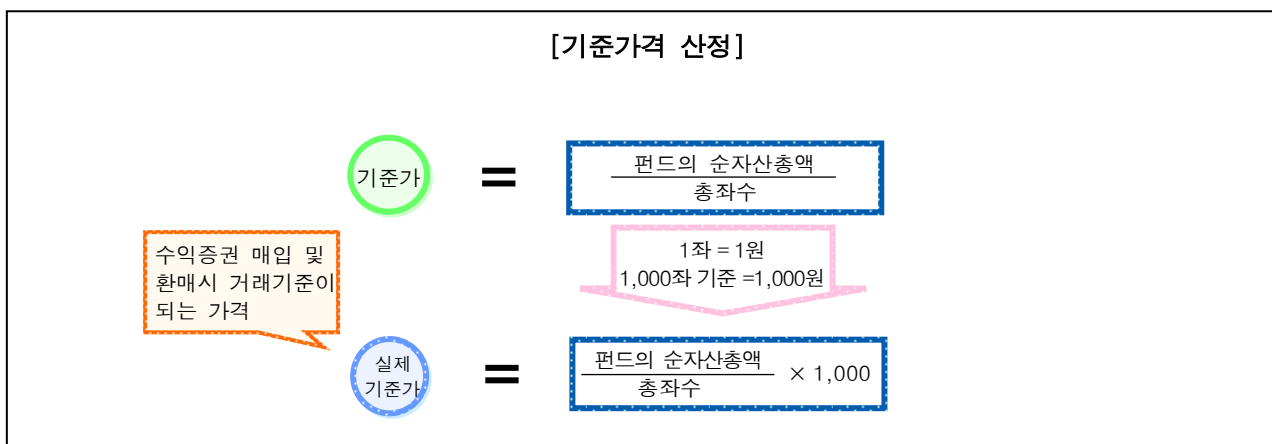 [기준가격 산정]
기준가
=
펀드의 순자산총액
총좌수
수익증권 매입 및
환매시 거래기준이
되는 가격
1좌 = 1원
1,000좌 기준 =1,000원
실제
기준가
=
펀드의 순자산총액
총좌수
× 1,000